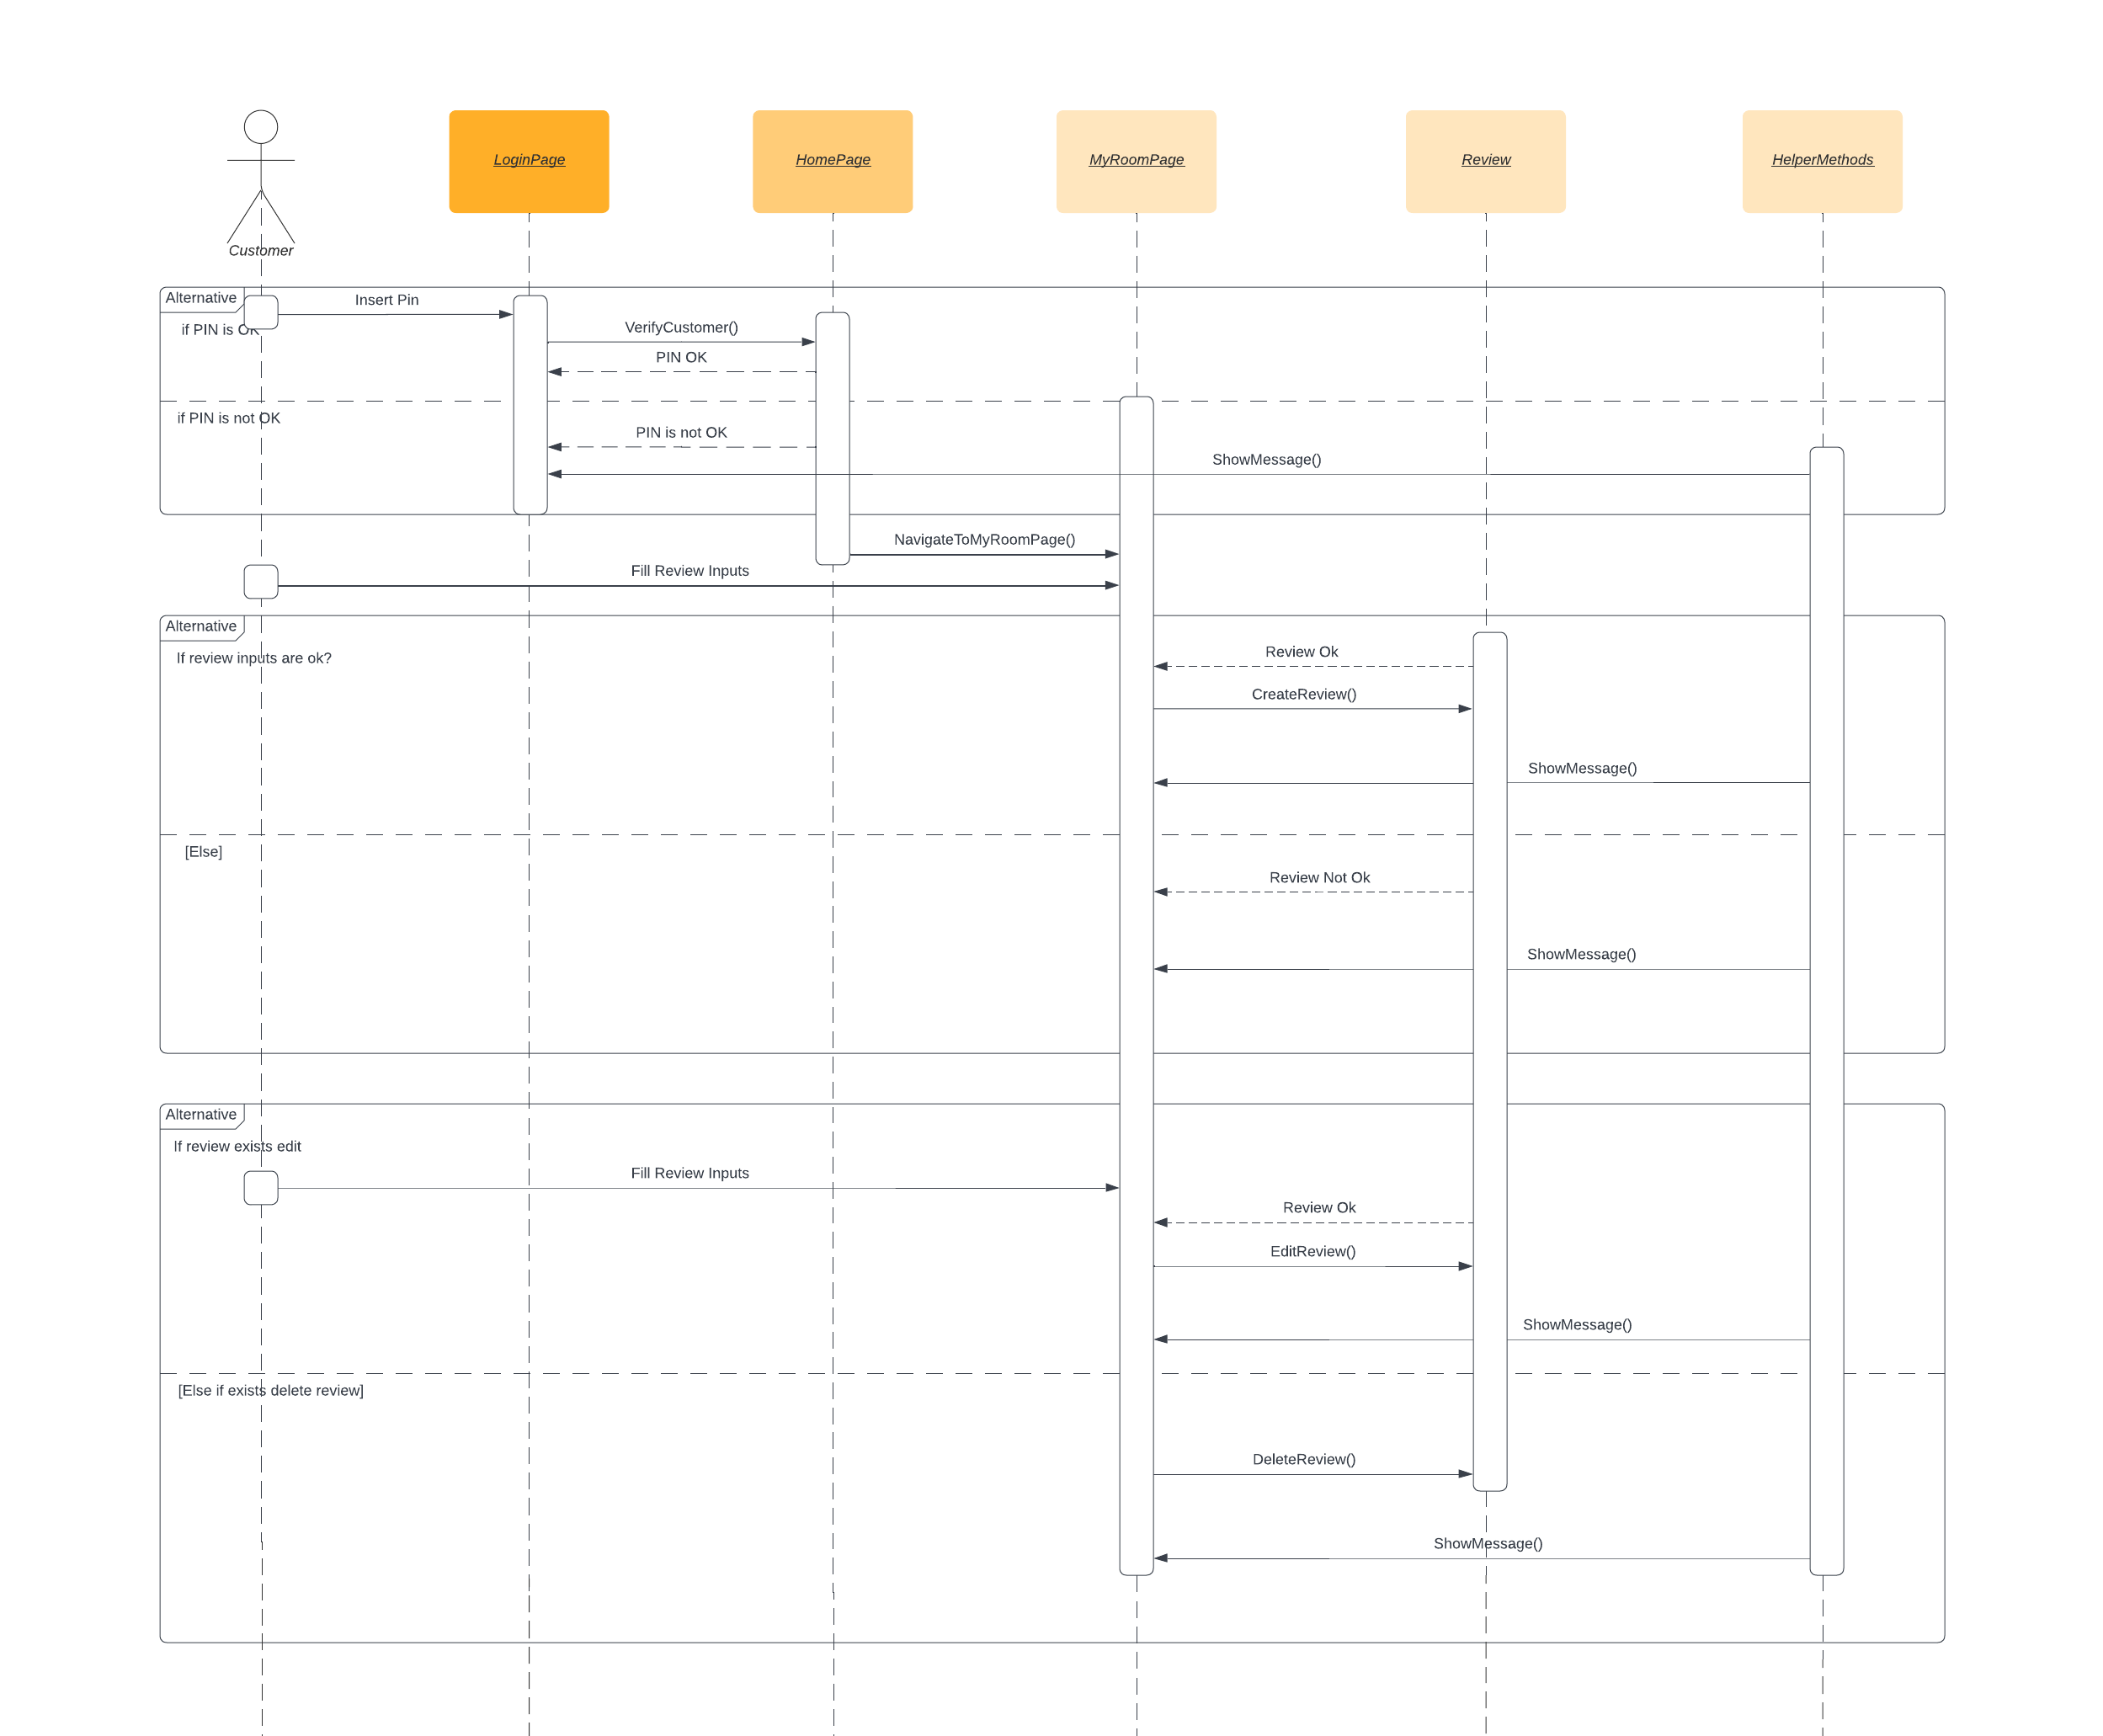 LoginPage
HomePage
MyRoomPage
Review
HelperMethods
Customer
Alternative
Insert Pin
if PIN is OK
VerifyCustomer()
PIN OK
if PIN is not OK
PIN is not OK
ShowMessage()
NavigateToMyRoomPage()
Fill Review Inputs
Alternative
If review inputs are ok?
Review Ok
CreateReview()
ShowMessage()
[Else]
Review Not Ok
ShowMessage()
Alternative
If review exists edit
Fill Review Inputs
Review Ok
EditReview()
ShowMessage()
[Else if exists delete review]
DeleteReview()
ShowMessage()